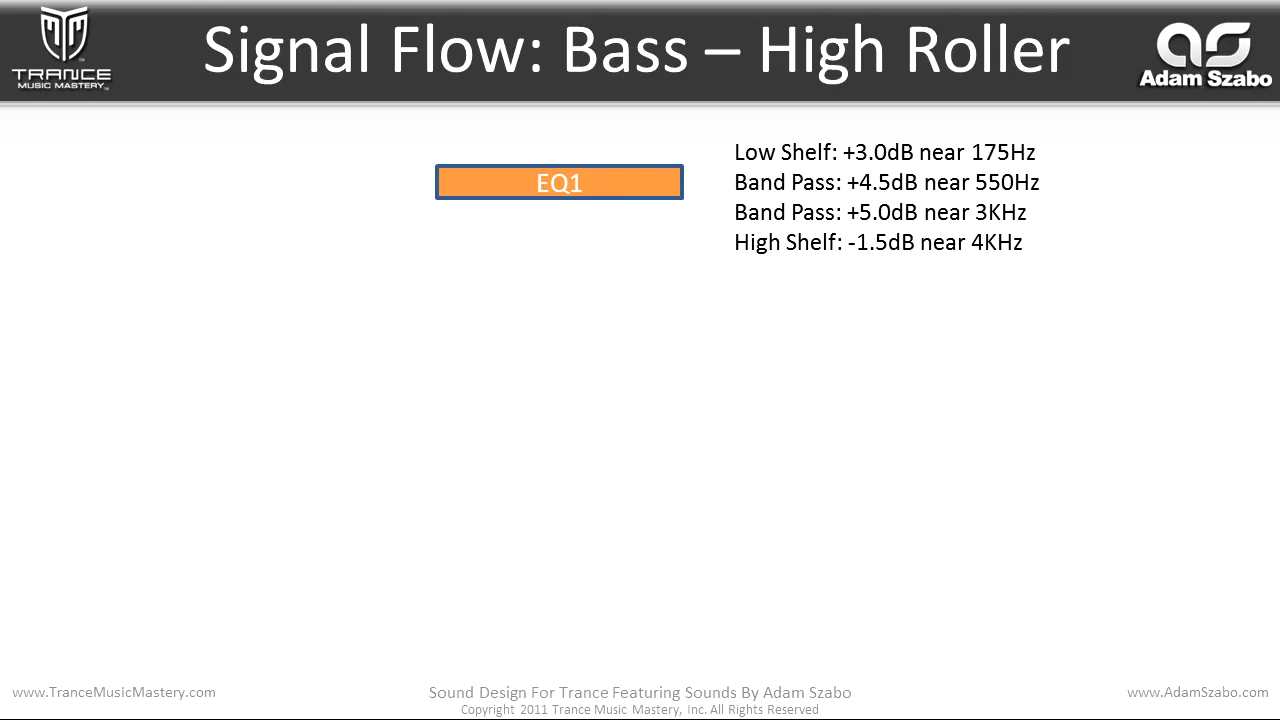 TRANCE
MUSIC MASTERY
Signal Flow: Bass – High Roller
Adam Szabo
EQ1
Low Shelf: +3.0dB near 175Hz
Band Pass: +4.5dB near 550Hz
Band Pass: +5.0dB near 3KHz
High Shelf: -1.5dB near 4KHz
www.TranceMusicMastery.com
Sound Design For Trance Featuring Sounds By Adam Szabo
Copyright 2011 Trance Music Mastery, Inc. All Rights Reserved
www.AdamSzabo.com